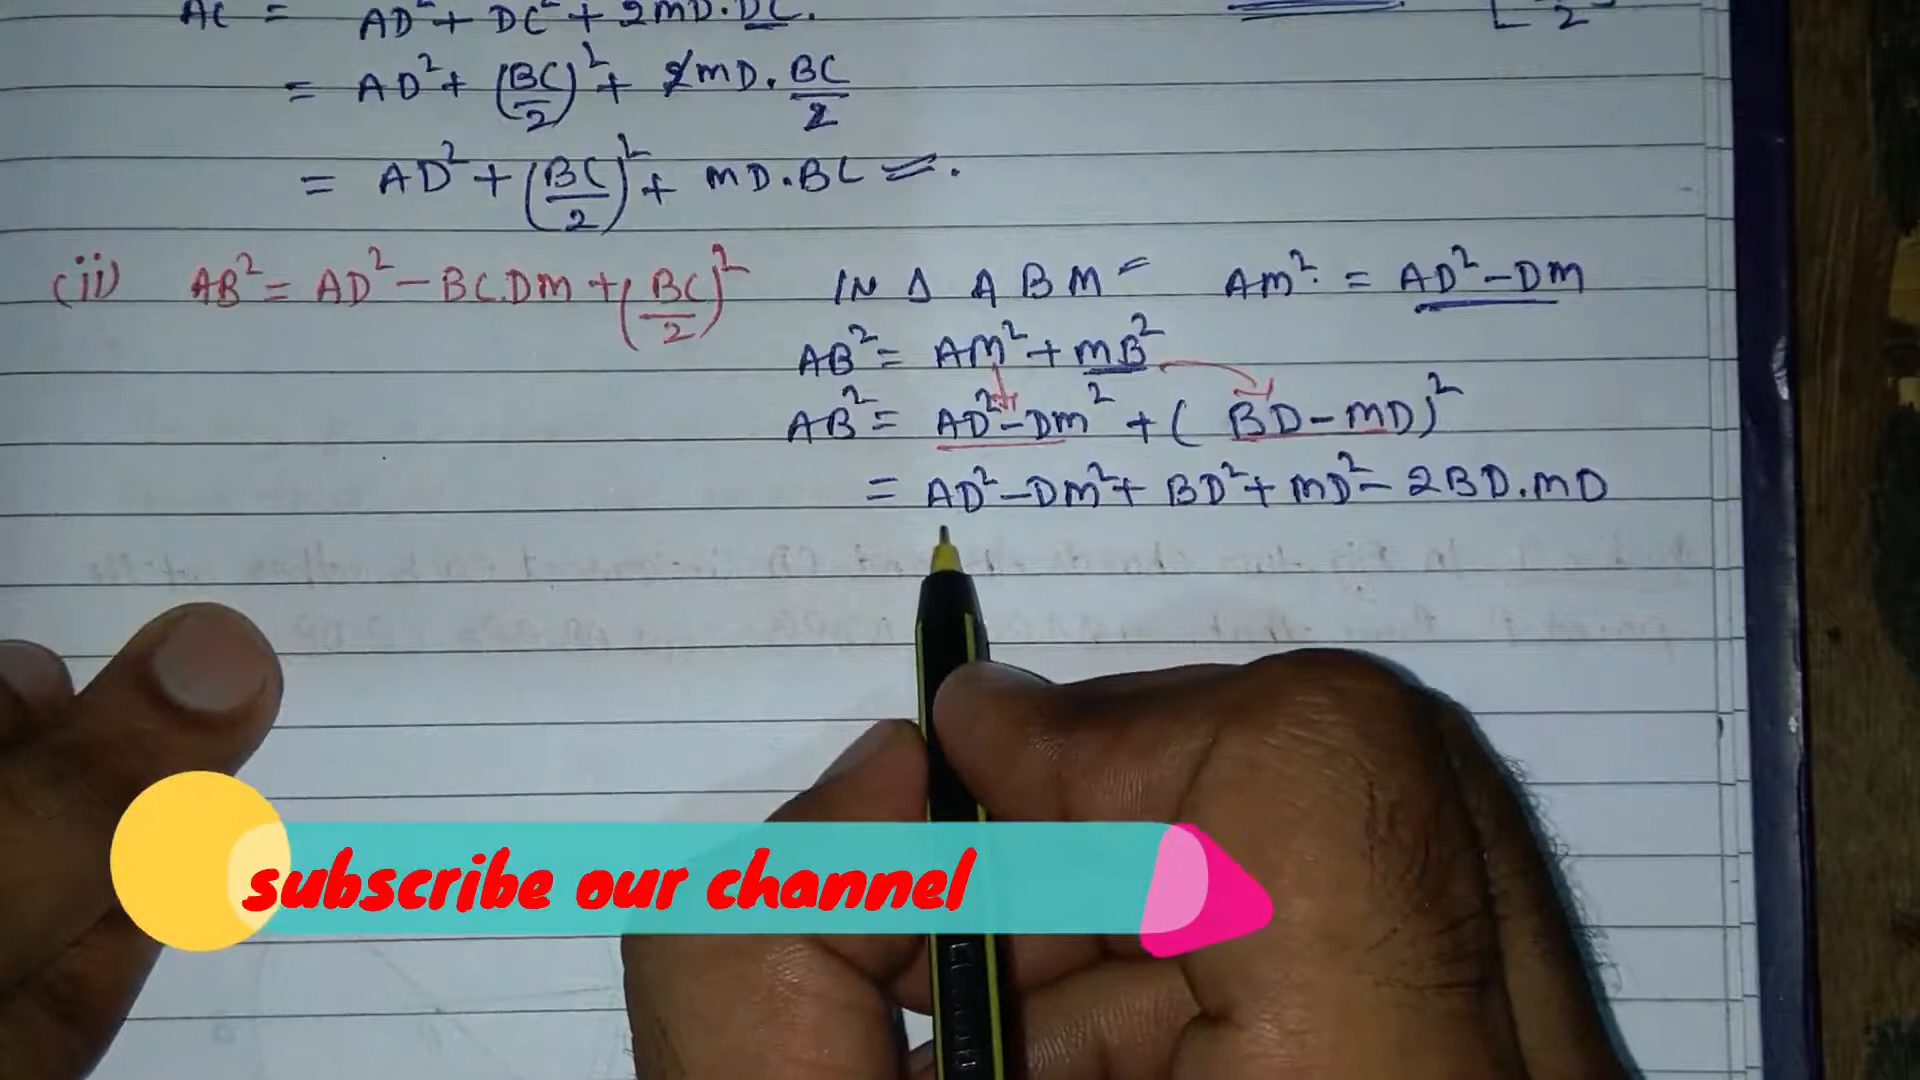 AC = AD² + DC² + 2MD.DC.
= AD² + (BC/2)² + 2MD.BC/2
= AD² + (BC/2)² + MD.BC =.
(ii) AB² = AD² - BC.DM + (BC/2)²
IN Δ ABM = AM² = AD² - DM
AB² = AM² + MB²
AB² = AD² - DM² + (BD - MD)²
= AD² - DM² + BD² + MD² - 2BD.MD
subscribe our channel